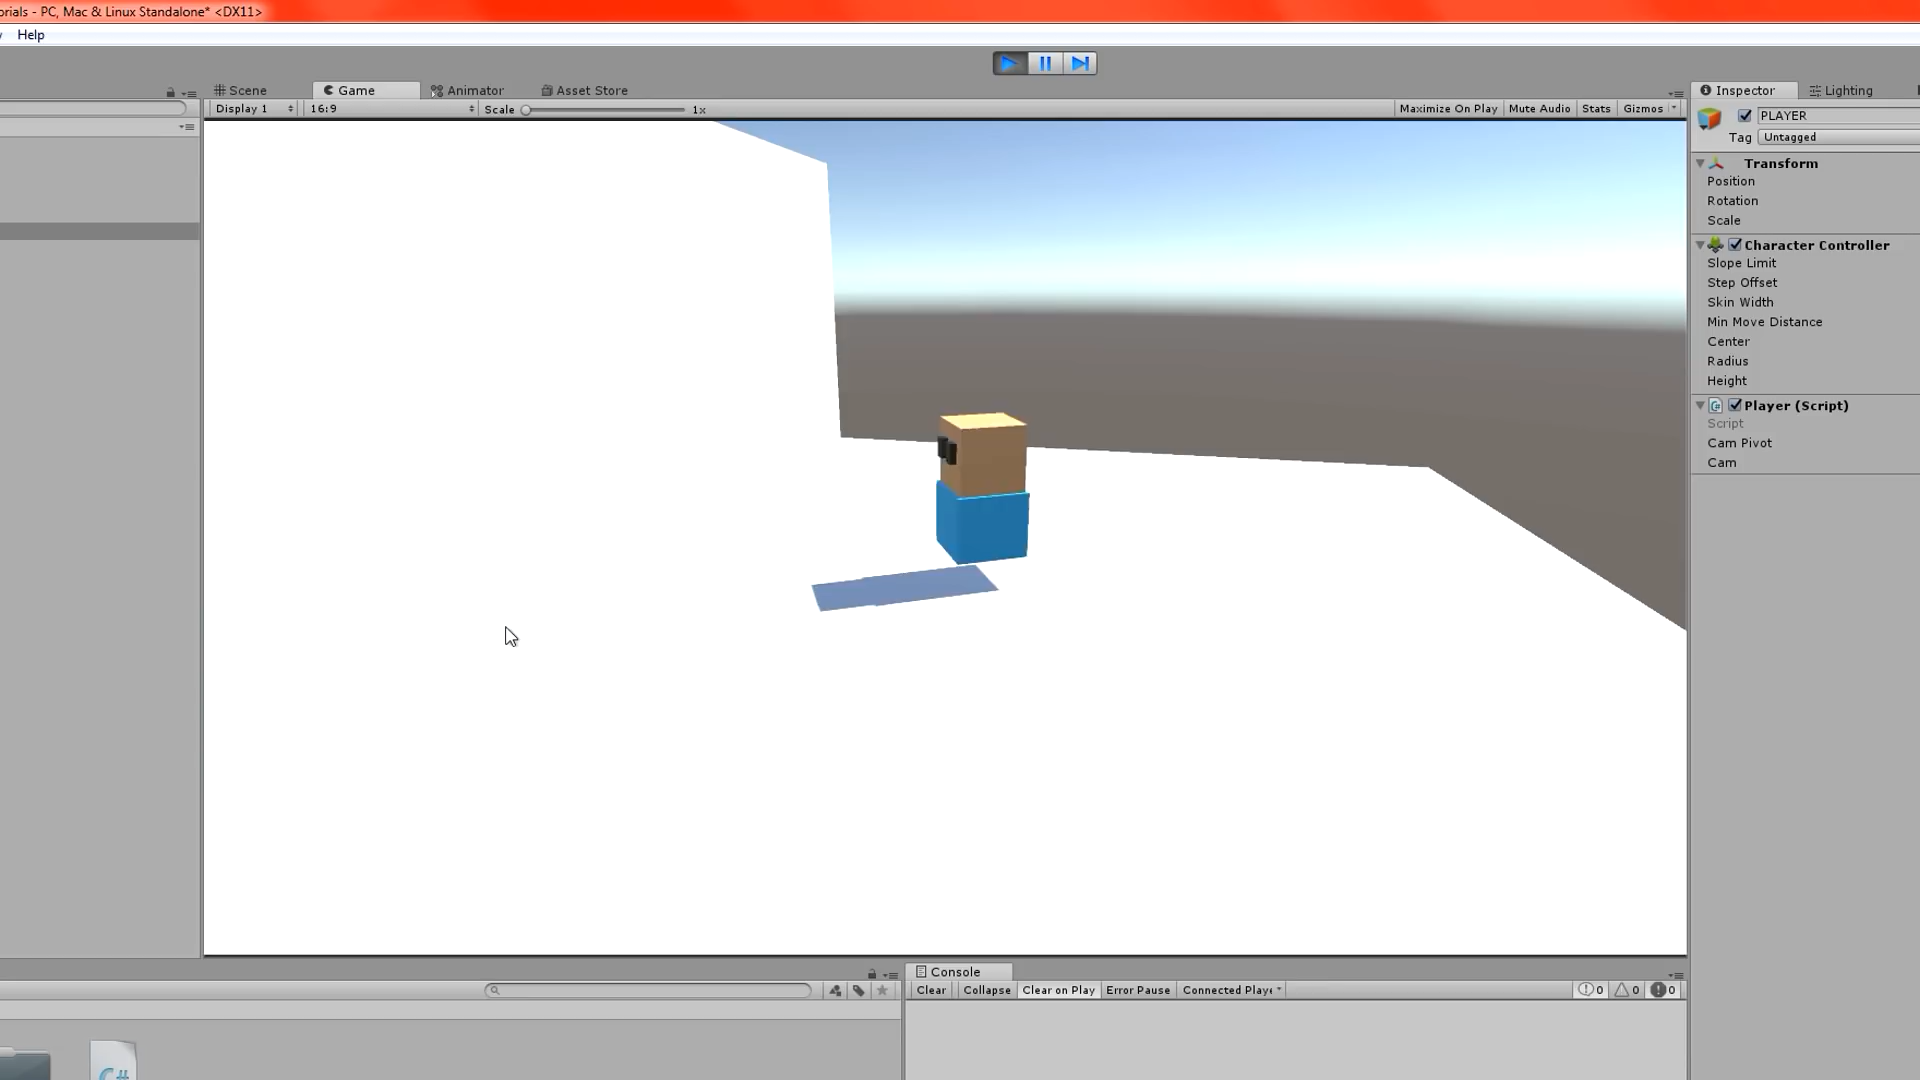 orials - PC, Mac & Linux Standalone* <DX11>
Help
Scene
Game
Animator
Asset Store
Inspector
Lighting
Display 1
16:9
Scale
1x
Maximize On Play
Mute Audio
Stats
Gizmos
PLAYER
Tag
Untagged
Transform
Position
Rotation
Scale
Character Controller
Slope Limit
Step Offset
Skin Width
Min Move Distance
Center
Radius
Height
Player (Script)
Script
Cam Pivot
Cam
Console
Clear
Collapse
Clear on Play
Error Pause
Connected Playe
0
0
0
C#